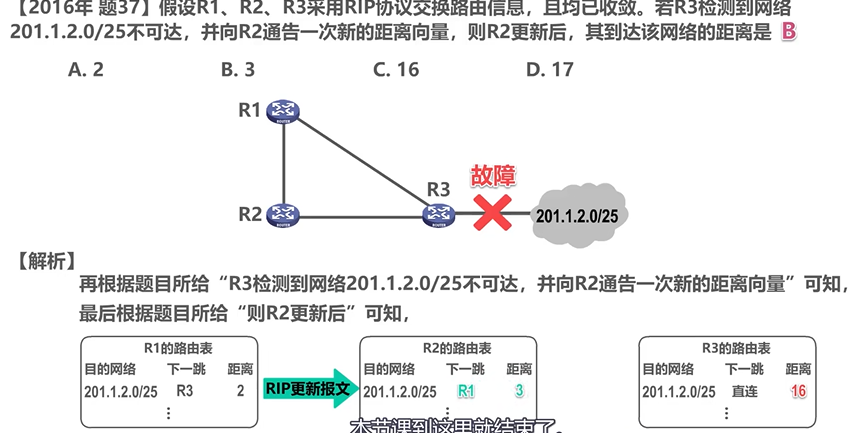 【2016年 题37】假设R1、R2、R3采用RIP协议交换路由信息，且均已收敛。若R3检测到网络
201.1.2.0/25不可达，并向R2通告一次新的距离向量，则R2更新后，其到达该网络的距离是 B
A. 2 B. 3 C. 16 D. 17
R1
故障
R3
R2
201.1.2.0/25
【解析】
再根据题目所给“R3检测到网络201.1.2.0/25不可达，并向R2通告一次新的距离向量”可知，
最后根据题目所给“则R2更新后”可知，
R1的路由表
目的网络 下一跳 距离
201.1.2.0/25 R3 2
⋮
RIP更新报文
R2的路由表
目的网络 下一跳 距离
201.1.2.0/25 R1 3
⋮
R3的路由表
目的网络 下一跳 距离
201.1.2.0/25 直连 16
⋮
本节课到这里就结束了。